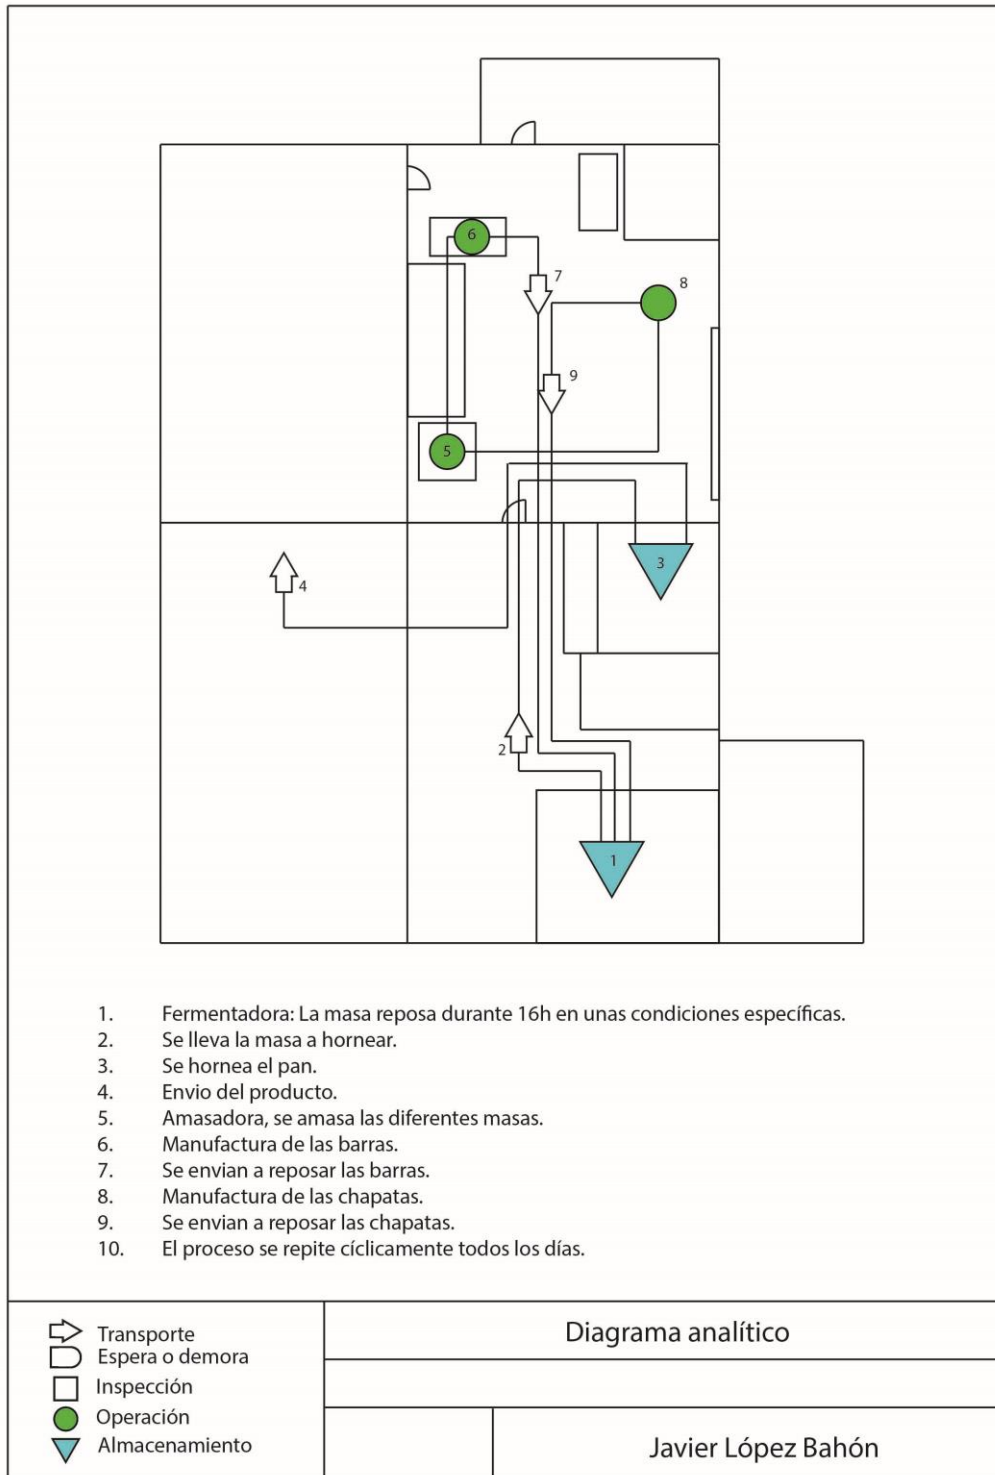 6
7
8
9
5
3
4
2
1
1. Fermentadora: La masa reposa durante 16h en unas condiciones específicas.
2. Se lleva la masa a hornear.
3. Se hornea el pan.
4. Envio del producto.
5. Amasadora, se amasa las diferentes masas.
6. Manufactura de las barras.
7. Se envian a reposar las barras.
8. Manufactura de las chapatas.
9. Se envian a reposar las chapatas.
10. El proceso se repite cíclicamente todos los días.
Transporte
Espera o demora
Inspección
Operación
Almacenamiento
Diagrama analítico
Javier López Bahón